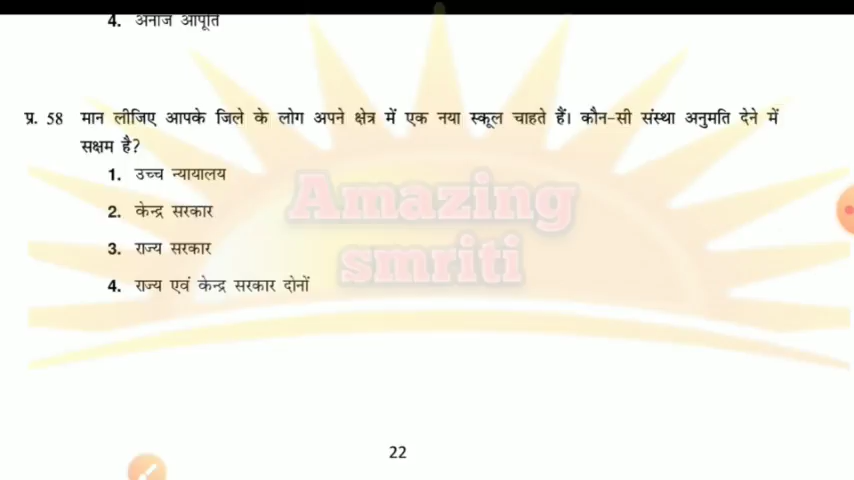 4. अनाज आपूर्ति
प्र. 58 मान लीजिए आपके जिले के लोग अपने क्षेत्र में एक नया स्कूल चाहते हैं। कौन-सी संस्था अनुमति देने में
सक्षम है?
1. उच्च न्यायालय
2. केन्द्र सरकार
3. राज्य सरकार
4. राज्य एवं केन्द्र सरकार दोनों
Amazing
smriti
22